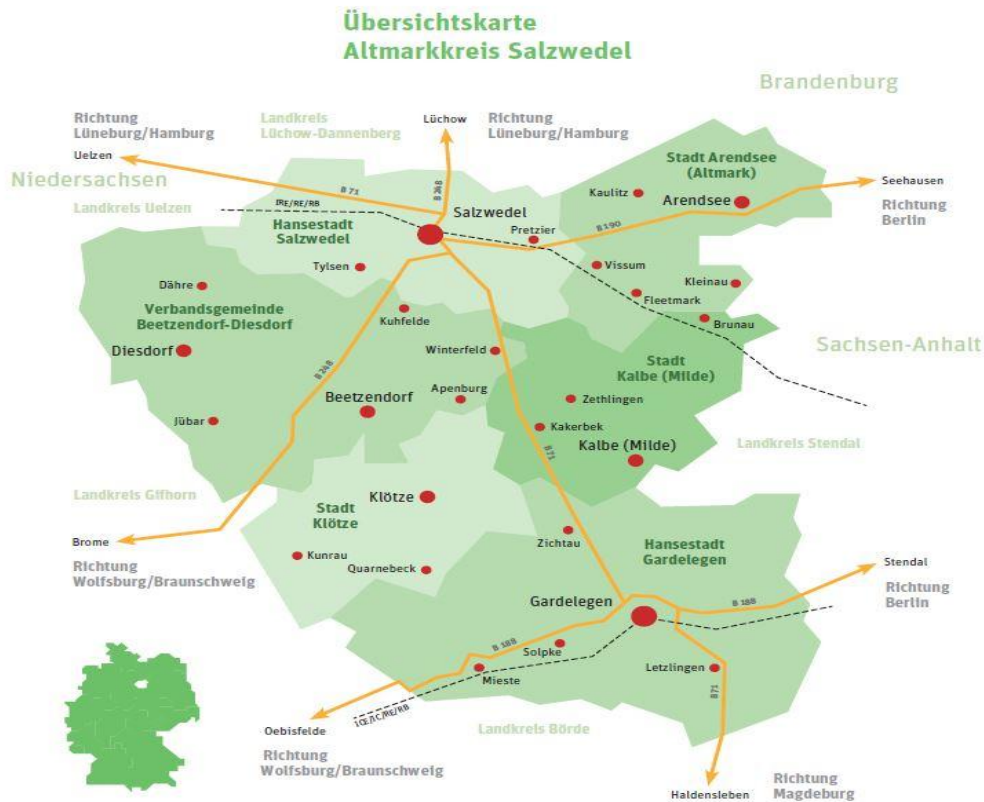 Übersichtskarte
Altmarkkreis Salzwedel
Brandenburg
Richtung
Lüneburg/Hamburg
Uelzen
Landkreis
Lüchow-Dannenberg
Lüchow
Richtung
Lüneburg/Hamburg
Stadt Arendsee
(Altmark)
Niedersachsen
Landkreis Uelzen
B 71
B 248
IRE/RE/RB
Kaulitz
Arendsee
Seehausen
Richtung
Berlin
Hansestadt
Salzwedel
Salzwedel
Pretzier
B 190
Tylsen
Vissum
Kleinau
Fleetmark
Brunau
Dähre
Verbandsgemeinde
Beetzendorf-Diesdorf
Kuhfelde
Diesdorf
Winterfeld
Stadt
Kalbe (Milde)
Sachsen-Anhalt
B 248
Beetzendorf
Apenburg
Zethlingen
Jübar
Kakerbek
B71
Kalbe (Milde)
Landkreis Stendal
Landkreis Gifhorn
Klötze
Stadt
Klötze
Brome
Richtung
Wolfsburg/Braunschweig
Kunrau
Quarnebeck
Zichtau
Hansestadt
Gardelegen
Stendal
Richtung
Berlin
Gardelegen
B 188
B 188
Solpke
Mieste
Letzlingen
B71
ICE/IC/RE/RB
Oebisfelde
Richtung
Wolfsburg/Braunschweig
Landkreis Börde
Haldensleben
Richtung
Magdeburg